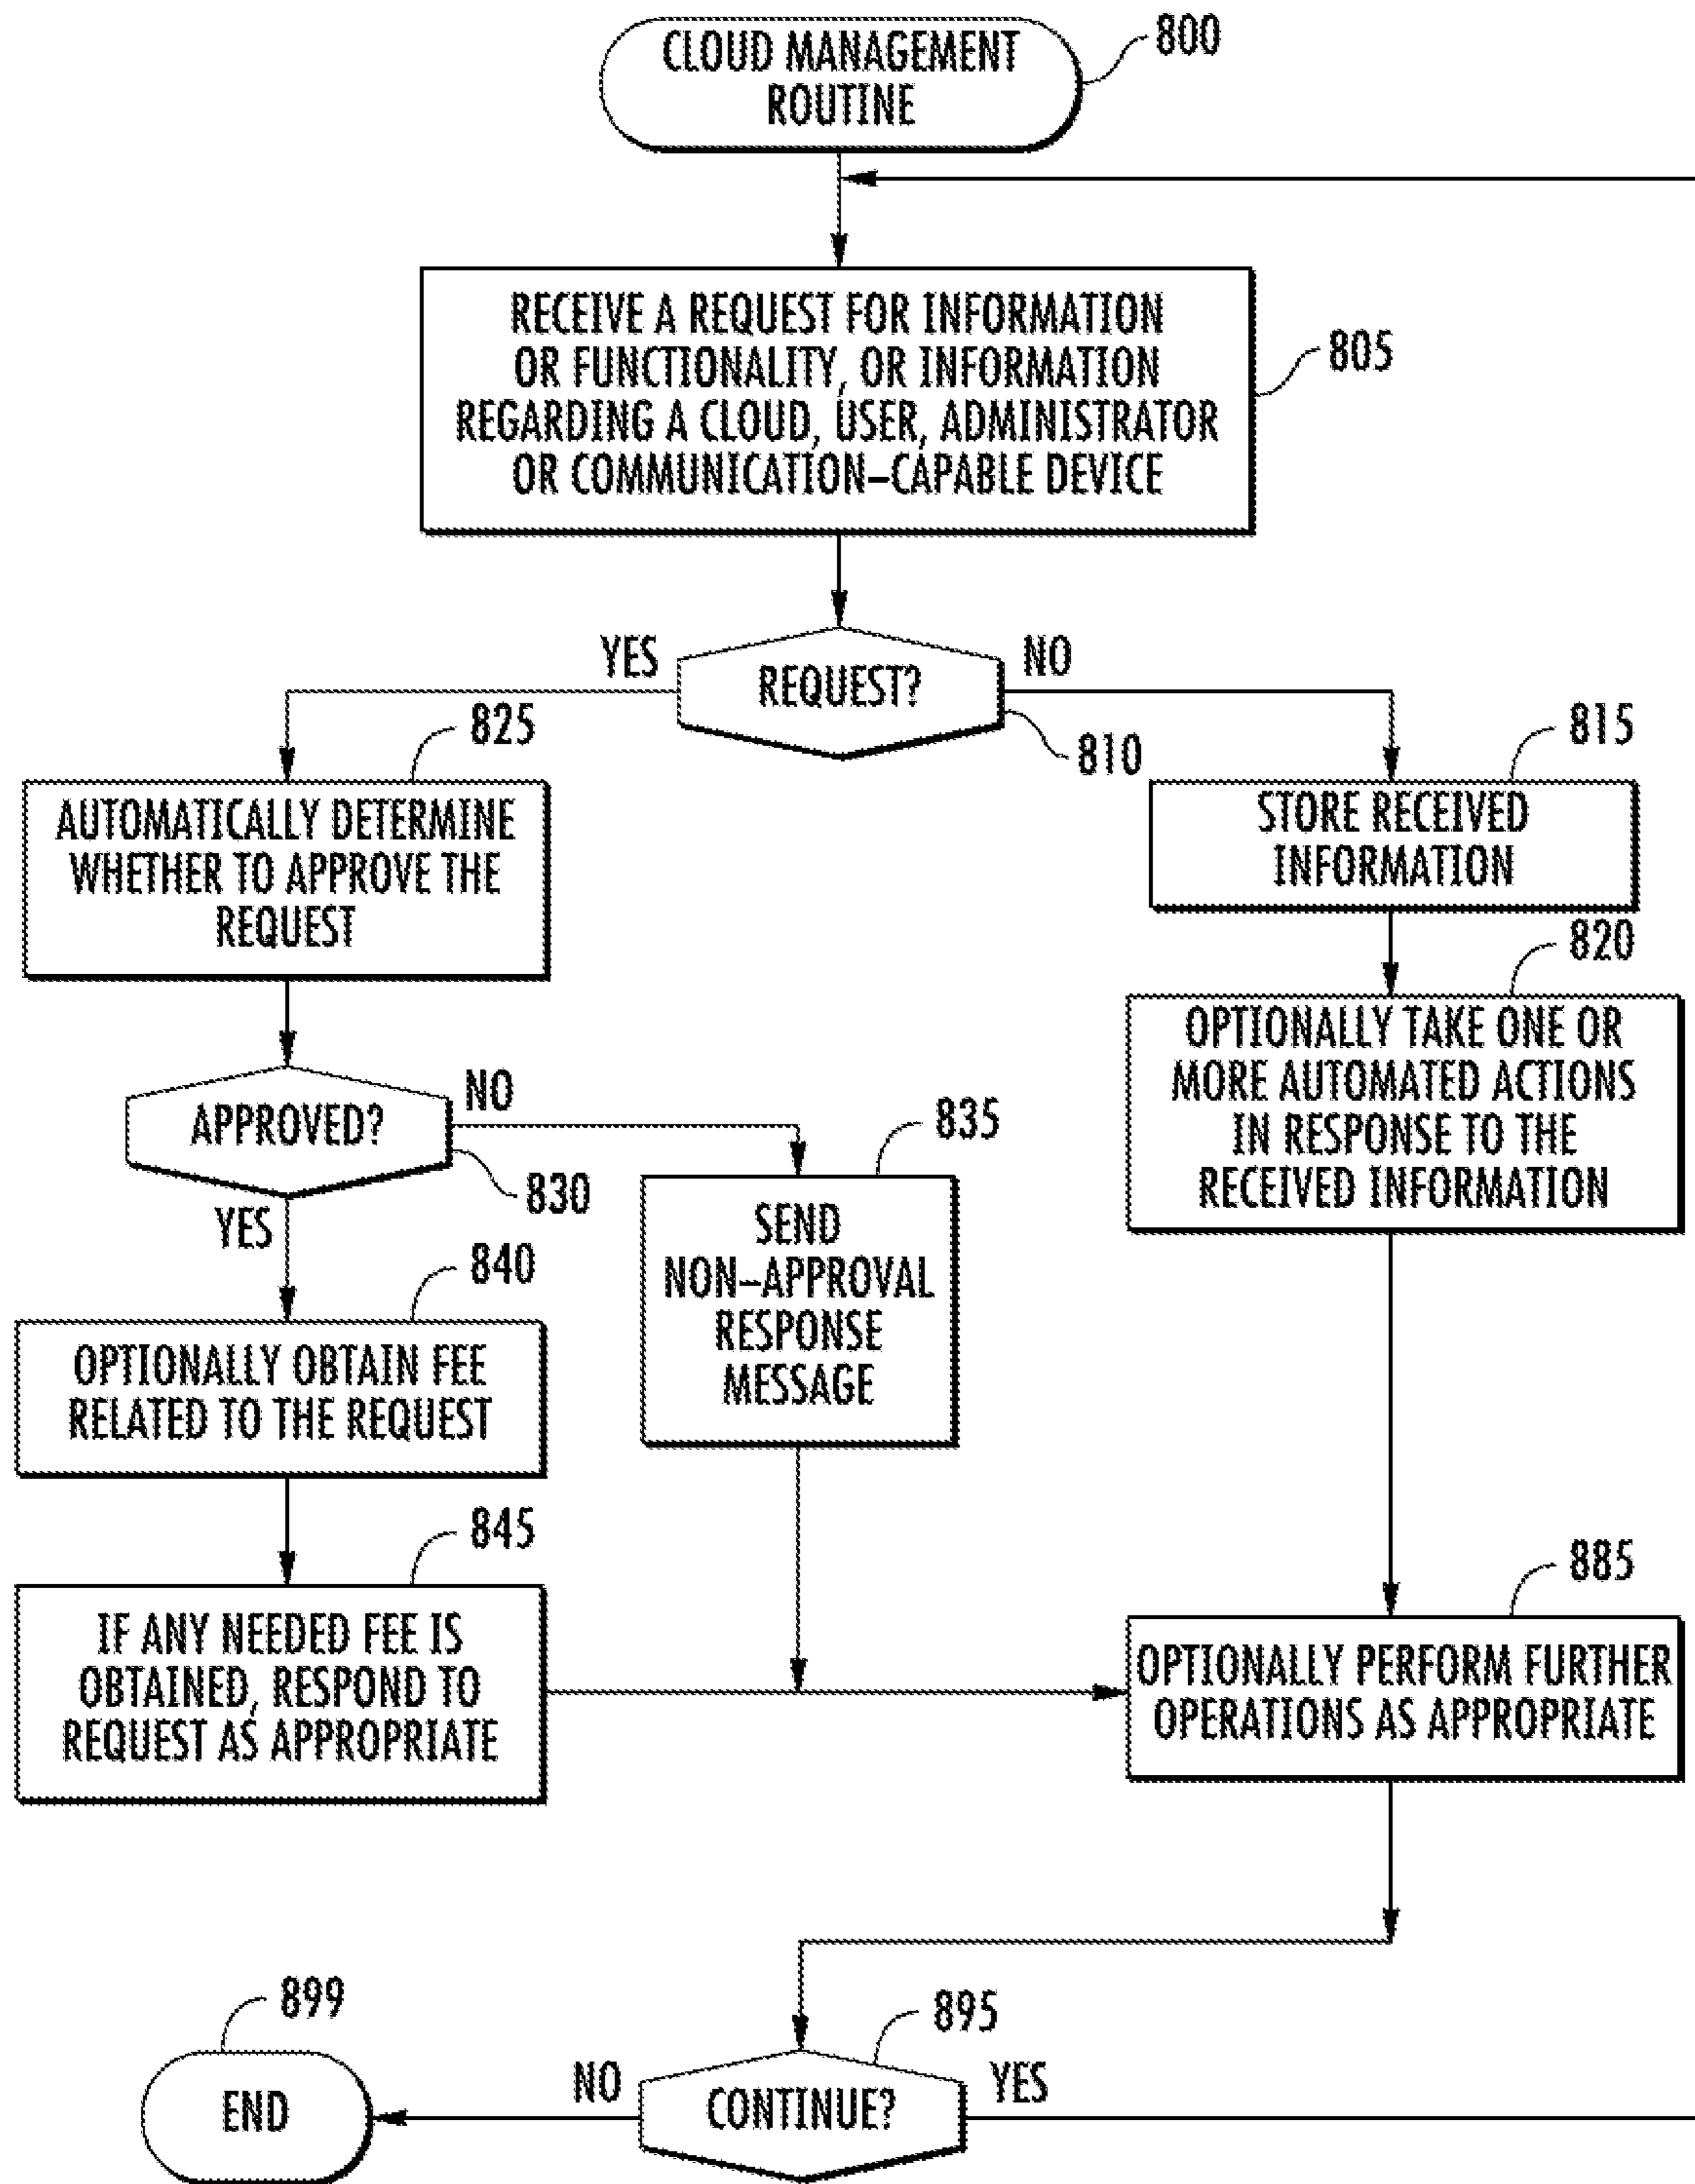 CLOUD MANAGEMENT
ROUTINE
800
RECEIVE A REQUEST FOR INFORMATION
OR FUNCTIONALITY, OR INFORMATION
REGARDING A CLOUD, USER, ADMINISTRATOR
OR COMMUNICATION–CAPABLE DEVICE
805
YES
REQUEST?
NO
810
825
AUTOMATICALLY DETERMINE
WHETHER TO APPROVE THE
REQUEST
815
STORE RECEIVED
INFORMATION
820
OPTIONALLY TAKE ONE OR
MORE AUTOMATED ACTIONS
IN RESPONSE TO THE
RECEIVED INFORMATION
APPROVED?
NO
830
YES
835
SEND
NON–APPROVAL
RESPONSE
MESSAGE
840
OPTIONALLY OBTAIN FEE
RELATED TO THE REQUEST
845
IF ANY NEEDED FEE IS
OBTAINED, RESPOND TO
REQUEST AS APPROPRIATE
885
OPTIONALLY PERFORM FURTHER
OPERATIONS AS APPROPRIATE
899
END
NO
895
CONTINUE?
YES